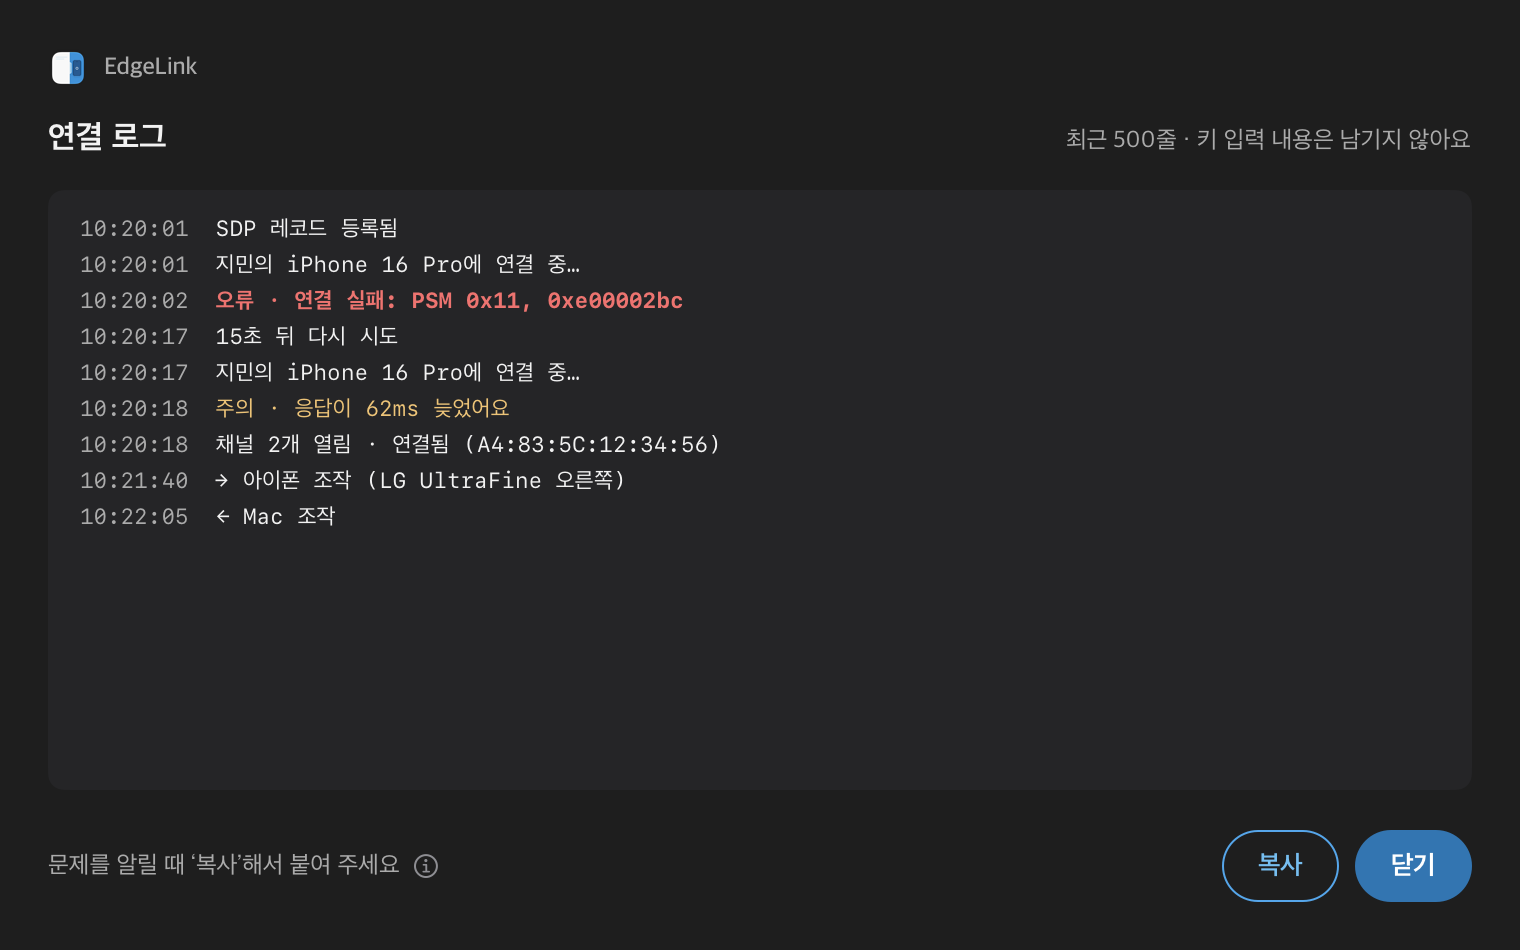 EdgeLink
연결 로그
최근 500줄 · 키 입력 내용은 남기지 않아요
10:20:01 SDP 레코드 등록됨
10:20:01 지민의 iPhone 16 Pro에 연결 중…
10:20:02 오류 · 연결 실패: PSM 0x11, 0xe00002bc
10:20:17 15초 뒤 다시 시도
10:20:17 지민의 iPhone 16 Pro에 연결 중…
10:20:18 주의 · 응답이 62ms 늦었어요
10:20:18 채널 2개 열림 · 연결됨 (A4:83:5C:12:34:56)
10:21:40 → 아이폰 조작 (LG UltraFine 오른쪽)
10:22:05 ← Mac 조작
문제를 알릴 때 ‘복사’해서 붙여 주세요
복사
닫기